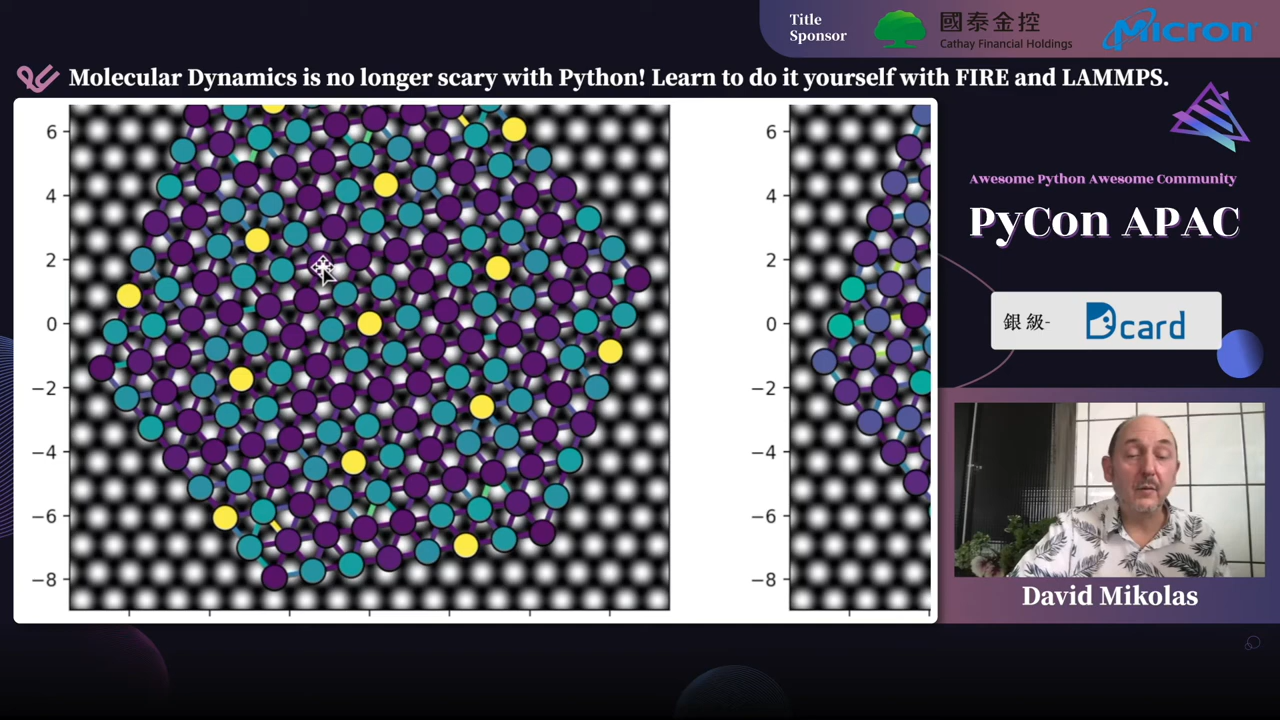 Title
Sponsor
國泰金控
Cathay Financial Holdings
Micron
Molecular Dynamics is no longer scary with Python! Learn to do it yourself with FIRE and LAMMPS.
6
4
2
0
−2
−4
−6
−8
6
4
2
0
−2
−4
−6
−8
Awesome Python Awesome Community
PyCon APAC
銀級-
Dcard
David Mikolas